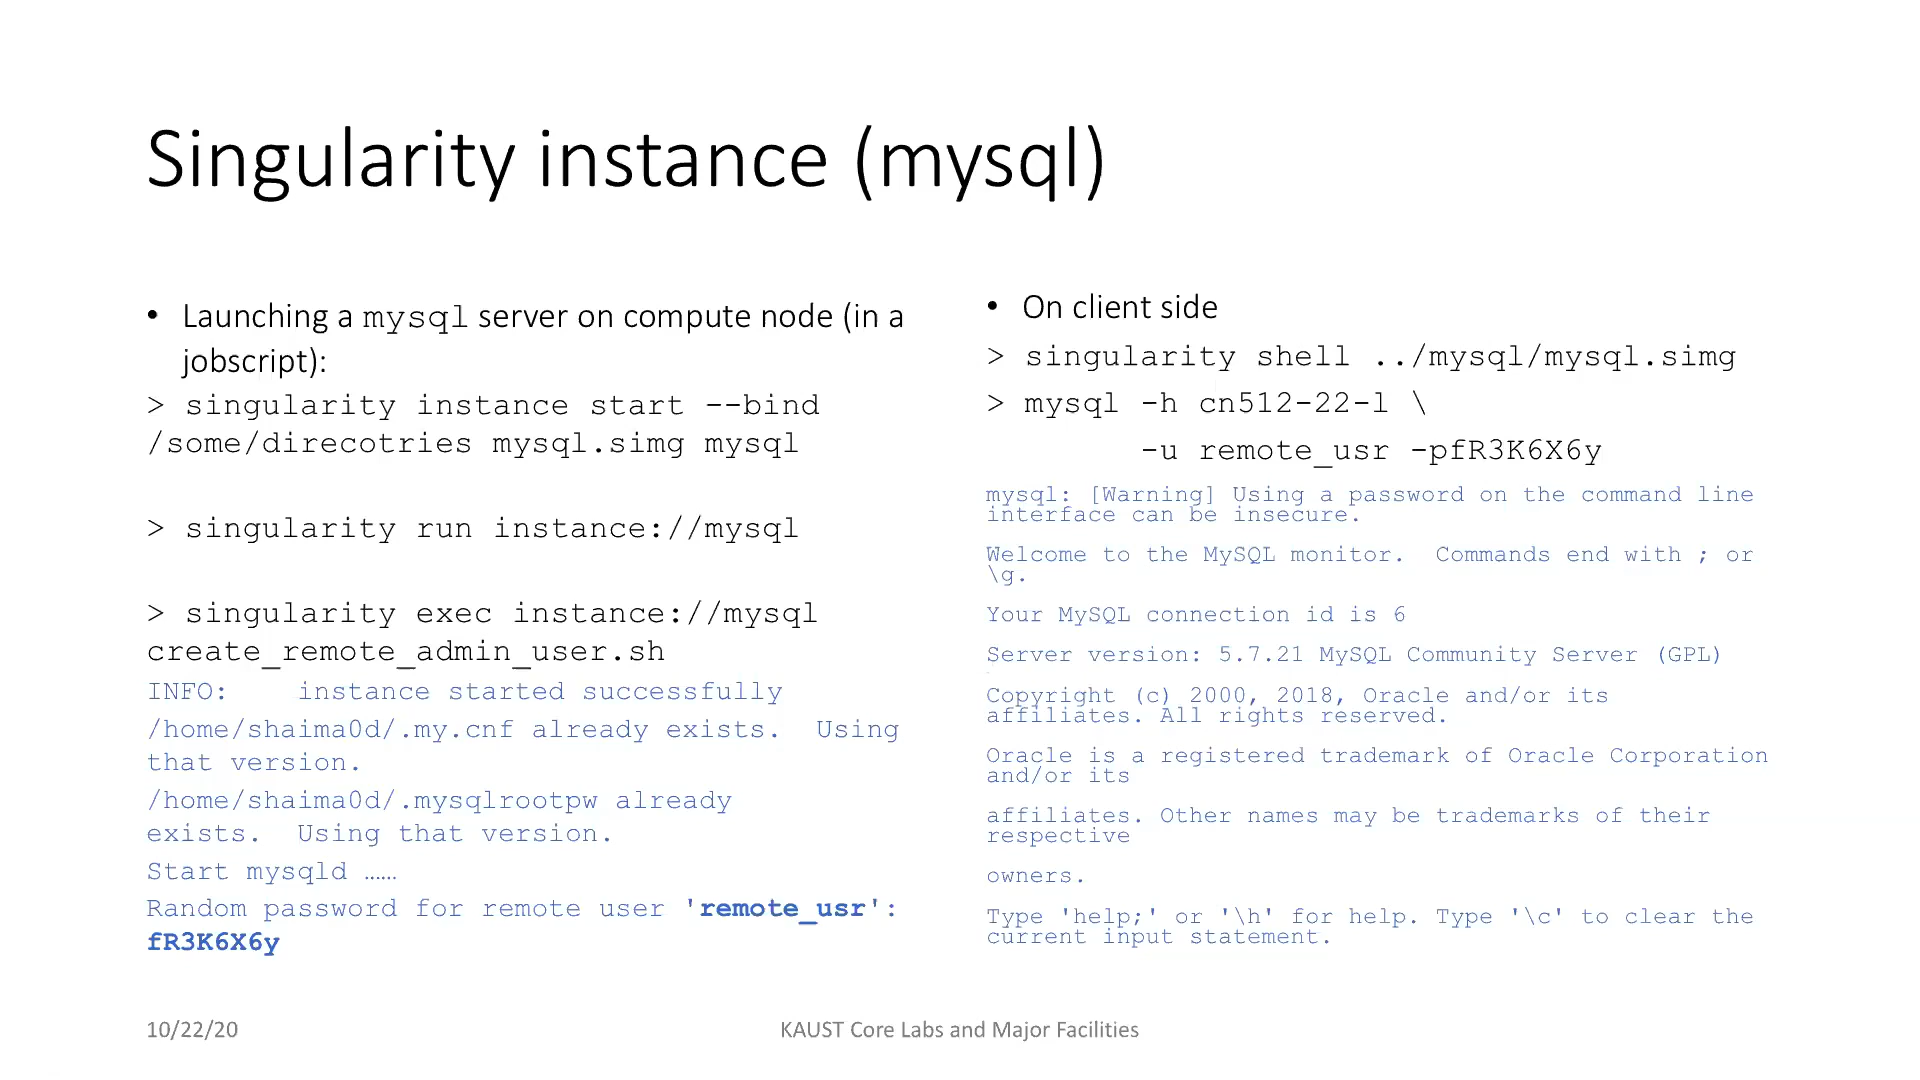 Singularity instance (mysql)
• Launching a mysql server on compute node (in a
jobscript):
> singularity instance start --bind
/some/direcotries mysql.simg mysql
> singularity run instance://mysql
> singularity exec instance://mysql
create_remote_admin_user.sh
INFO:    instance started successfully
/home/shaima0d/.my.cnf already exists.  Using
that version.
/home/shaima0d/.mysqlrootpw already
exists.  Using that version.
Start mysqld ……
Random password for remote user 'remote_usr':
fR3K6X6y
• On client side
> singularity shell ../mysql/mysql.simg
> mysql -h cn512-22-l \
-u remote_usr -pfR3K6X6y
mysql: [Warning] Using a password on the command line
interface can be insecure.
Welcome to the MySQL monitor.  Commands end with ; or
\g.
Your MySQL connection id is 6
Server version: 5.7.21 MySQL Community Server (GPL)
Copyright (c) 2000, 2018, Oracle and/or its
affiliates. All rights reserved.
Oracle is a registered trademark of Oracle Corporation
and/or its
affiliates. Other names may be trademarks of their
respective
owners.
Type 'help;' or '\h' for help. Type '\c' to clear the
current input statement.
10/22/20
KAUST Core Labs and Major Facilities